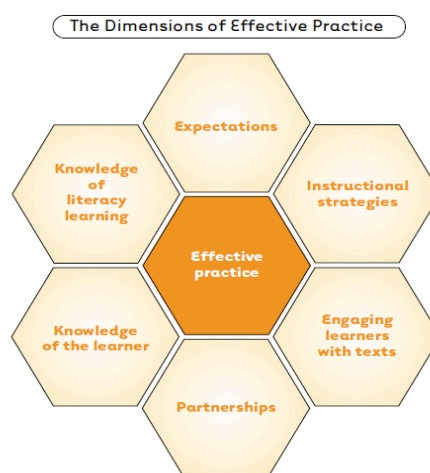 The Dimensions of Effective Practice
Expectations
Knowledge
of
literacy
learning
Instructional
strategies
Effective
practice
Knowledge
of the learner
Engaging
learners
with texts
Partnerships